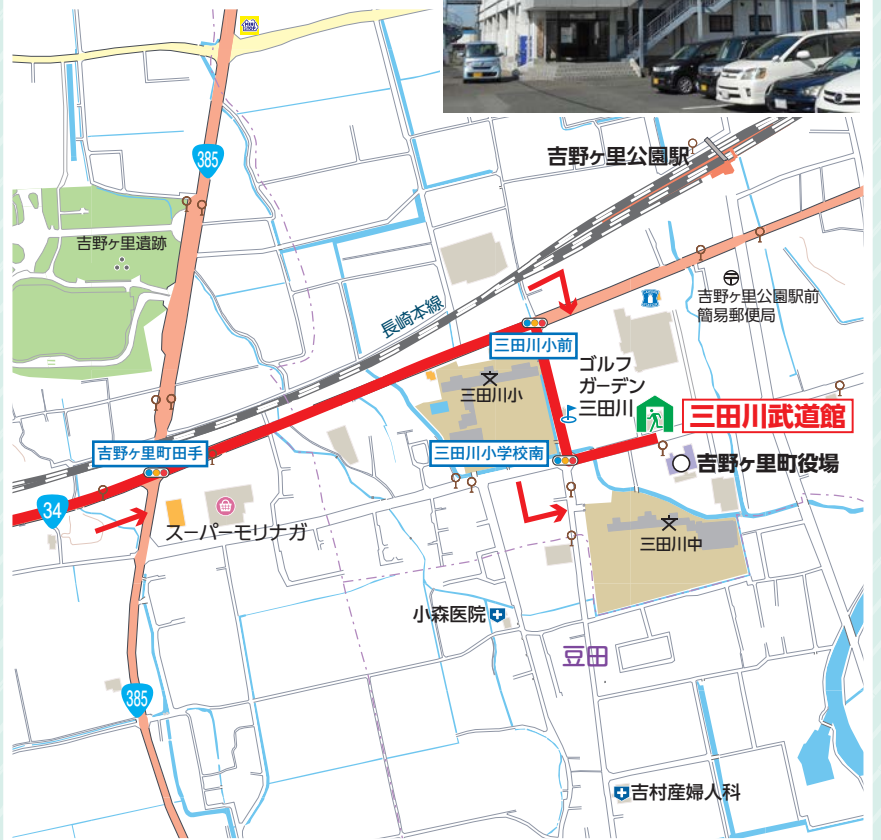 MINI STOP
385
吉野ヶ里公園駅
吉野ヶ里遺跡
吉野ヶ里公園駅前
簡易郵便局
長崎本線
三田川小前
ゴルフ
ガーデン
三田川
三田川小
三田川武道館
吉野ヶ里町田手
三田川小学校南
吉野ヶ里町役場
34
スーパーモリナガ
三田川中
小森医院
豆田
385
吉村産婦人科